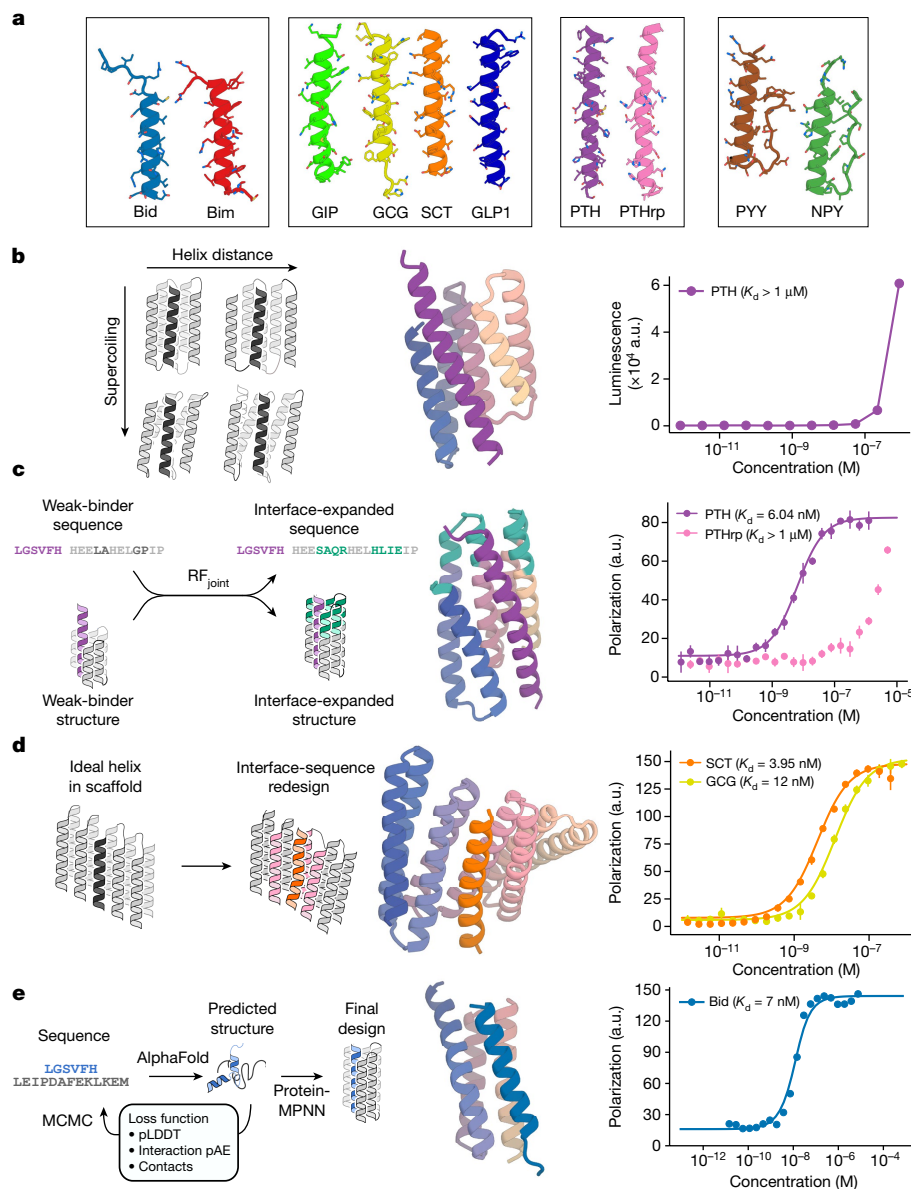 a
Bid
Bim
GIP
GCG
SCT
GLP1
PTH
PTHrp
PYY
NPY
b
Helix distance
Supercoiling
Luminescence
(×10⁴ a.u.)
6
4
2
0
PTH (Kd > 1 μM)
10⁻¹¹
10⁻⁹
10⁻⁷
Concentration (M)
c
Weak-binder
sequence
LGSVFH HEELAHELGPIP
Interface-expanded
sequence
LGSVFH HEESAQRHELHLIEIP
RFjoint
Weak-binder
structure
Interface-expanded
structure
Polarization (a.u.)
80
60
40
20
0
PTH (Kd = 6.04 nM)
PTHrp (Kd > 1 μM)
10⁻¹¹
10⁻⁹
10⁻⁷
10⁻⁵
Concentration (M)
d
Ideal helix
in scaffold
Interface-sequence
redesign
Polarization (a.u.)
150
100
75
50
25
0
SCT (Kd = 3.95 nM)
GCG (Kd = 12 nM)
10⁻¹¹
10⁻⁹
10⁻⁷
Concentration (M)
e
Sequence
LGSVFH
LEIPDAFEKLKEM
AlphaFold
Predicted
structure
Protein-
MPNN
Final
design
MCMC
Loss function
• pLDDT
• Interaction pAE
• Contacts
Polarization (a.u.)
150
120
90
60
30
0
Bid (Kd = 7 nM)
10⁻¹²
10⁻¹⁰
10⁻⁸
10⁻⁶
10⁻⁴
Concentration (M)